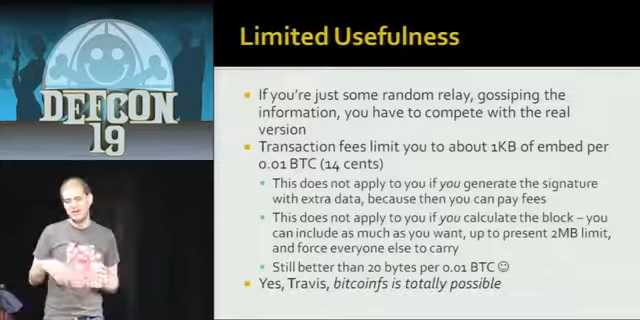 DEFCON
19
Limited Usefulness
If you're just some random relay, gossiping the
information, you have to compete with the real
version
Transaction fees limit you to about 1KB of embed per
0.01 BTC (14 cents)
This does not apply to you if you generate the signature
with extra data, because then you can pay fees
This does not apply to you if you calculate the block – you
can include as much as you want, up to present 2MB limit,
and force everyone else to carry
Still better than 20 bytes per 0.01 BTC ☺
Yes, Travis, bitcoinfs is totally possible